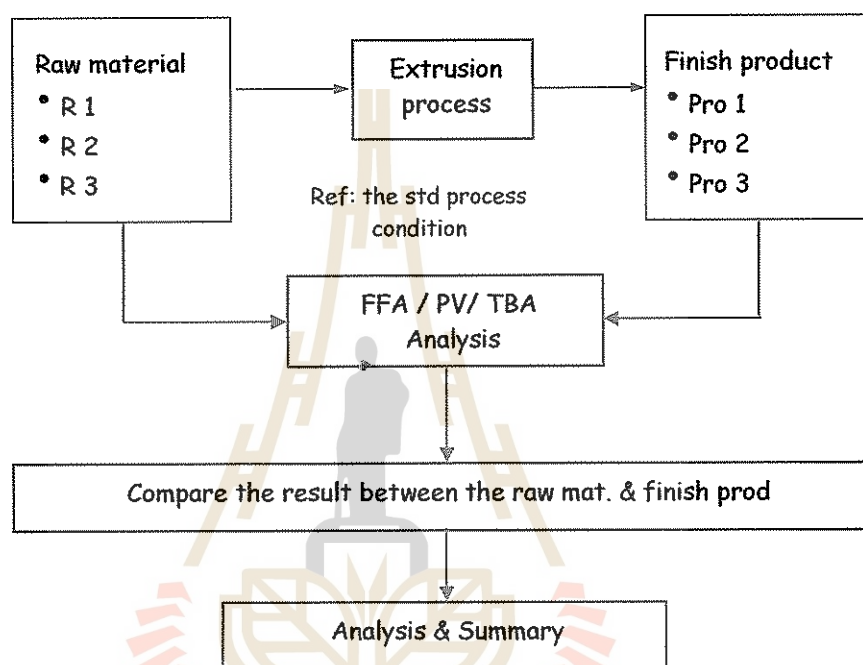 Raw material
• R 1
• R 2
• R 3
Extrusion
process
Finish product
• Pro 1
• Pro 2
• Pro 3
Ref: the std process
condition
FFA / PV/ TBA
Analysis
Compare the result between the raw mat. & finish prod
Analysis & Summary